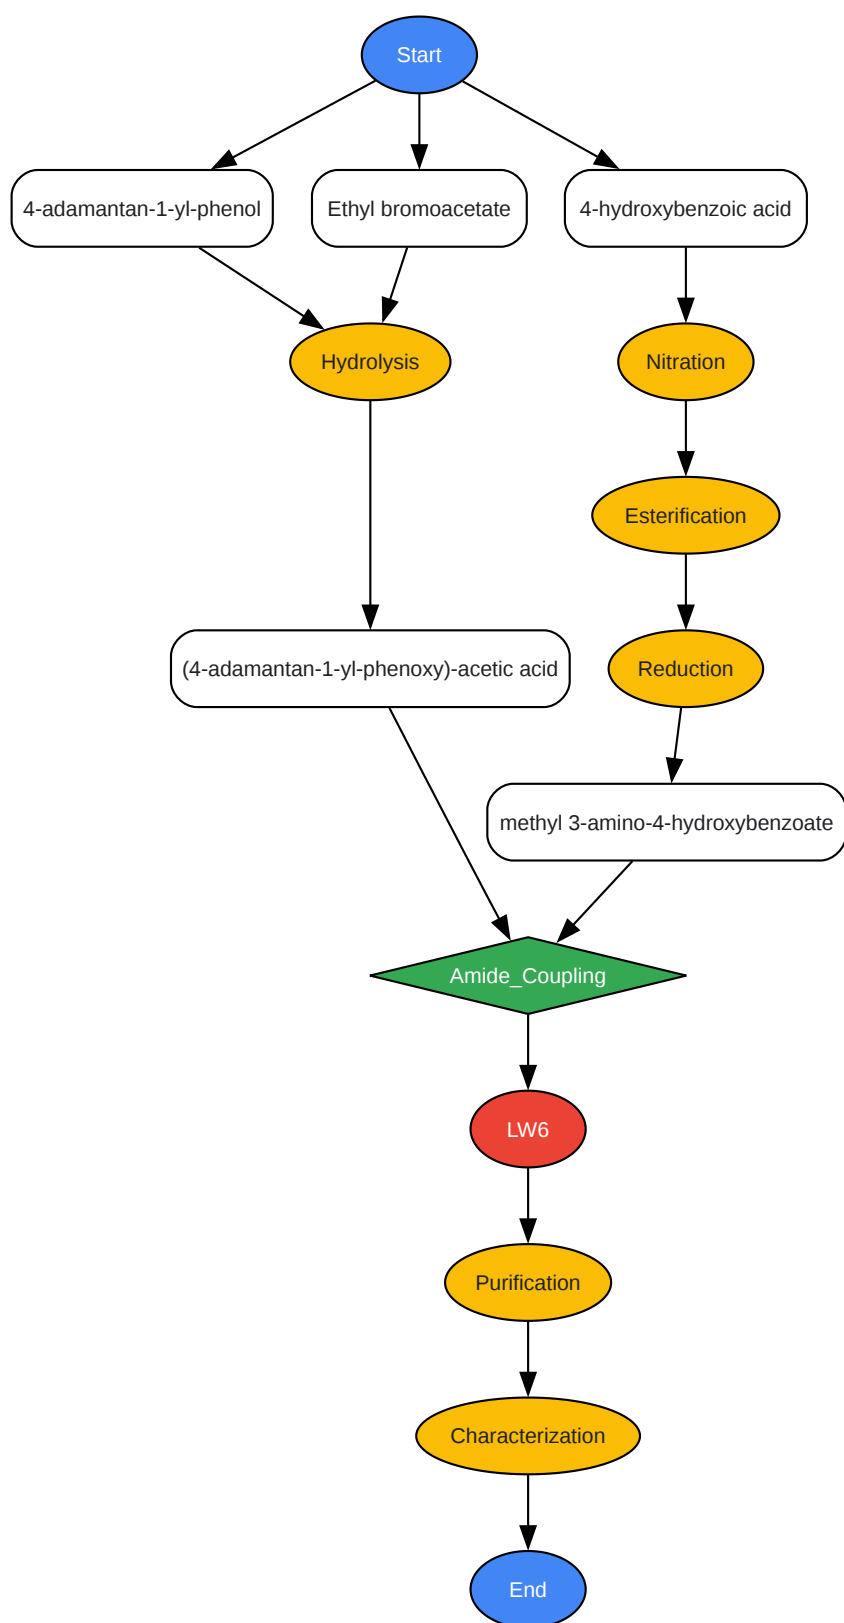 Start
4-adamantan-1-yl-phenol
Ethyl bromoacetate
4-hydroxybenzoic acid
Hydrolysis
Nitration
Esterification
(4-adamantan-1-yl-phenoxy)-acetic acid
Reduction
methyl 3-amino-4-hydroxybenzoate
Amide_Coupling
LW6
Purification
Characterization
End